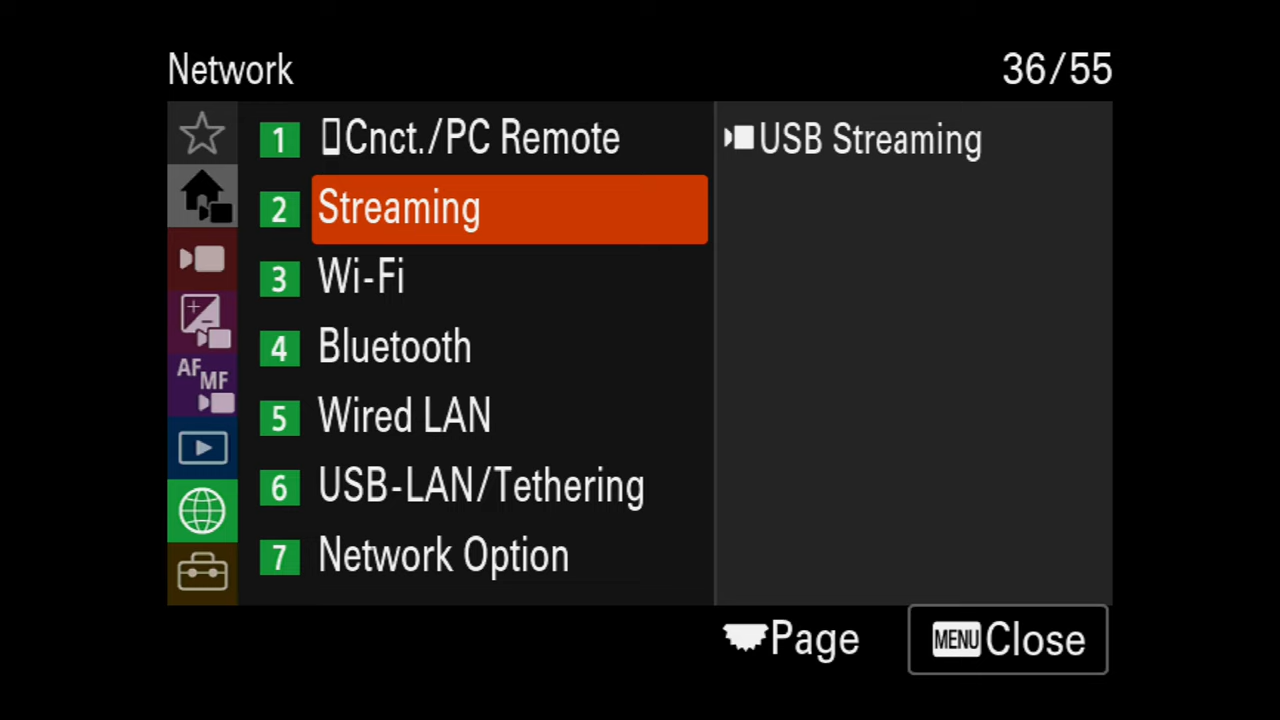 Network
36/55
1 Cnct./PC Remote
2 Streaming
3 Wi-Fi
4 Bluetooth
5 Wired LAN
6 USB-LAN/Tethering
7 Network Option
USB Streaming
AF MF
Page
MENU Close